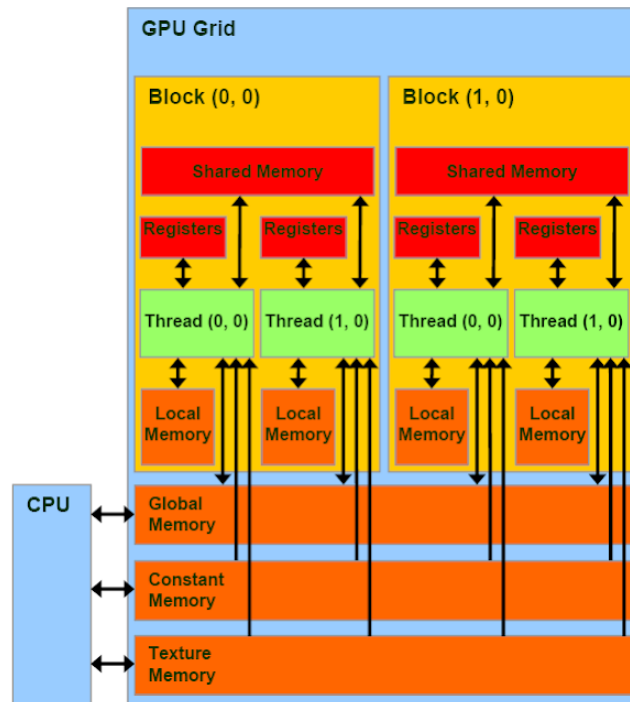 GPU Grid
Block (0, 0)
Block (1, 0)
Shared Memory
Shared Memory
Registers
Registers
Registers
Registers
Thread (0, 0)
Thread (1, 0)
Thread (0, 0)
Thread (1, 0)
Local
Memory
Local
Memory
Local
Memory
Local
Memory
CPU
Global
Memory
Constant
Memory
Texture
Memory